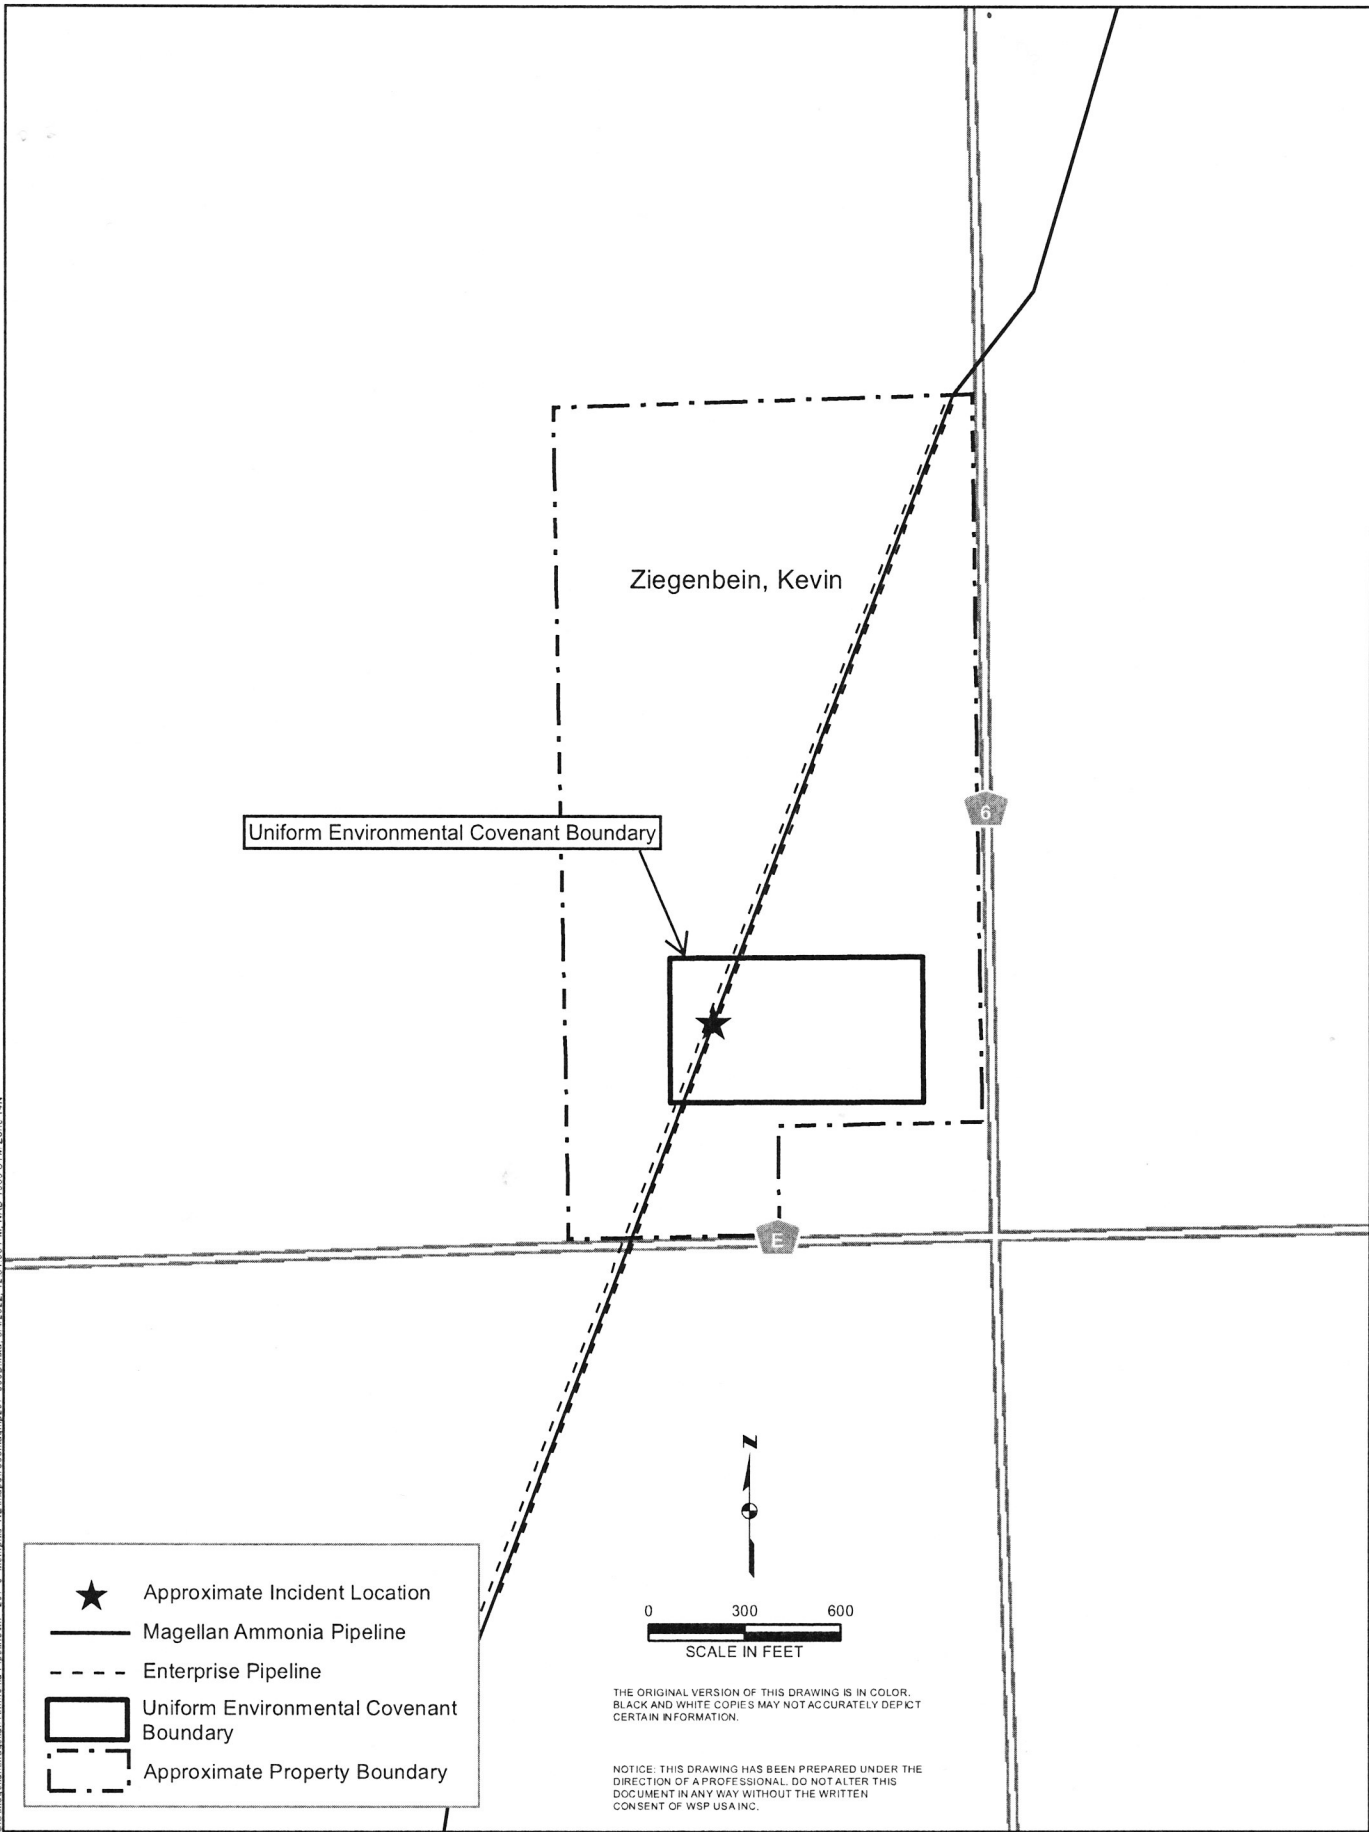 Ziegenbein, Kevin
6
Uniform Environmental Covenant Boundary
E
N
Approximate Incident Location
Magellan Ammonia Pipeline
Enterprise Pipeline
Uniform Environmental Covenant
Boundary
Approximate Property Boundary
0 300 600
SCALE IN FEET
THE ORIGINAL VERSION OF THIS DRAWING IS IN COLOR.
BLACK AND WHITE COPIES MAY NOT ACCURATELY DEPICT
CERTAIN INFORMATION.
NOTICE: THIS DRAWING HAS BEEN PREPARED UNDER THE
DIRECTION OF A PROFESSIONAL. DO NOT ALTER THIS
DOCUMENT IN ANY WAY WITHOUT THE WRITTEN
CONSENT OF WSP USA INC.